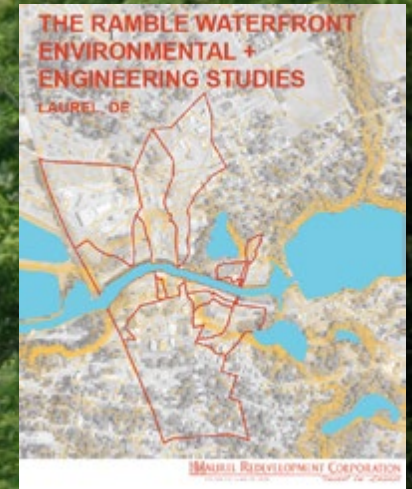 THE RAMBLE WATERFRONT
ENVIRONMENTAL +
ENGINEERING STUDIES
LAUREL, DE
LAUREL REDEVELOPMENT CORPORATION